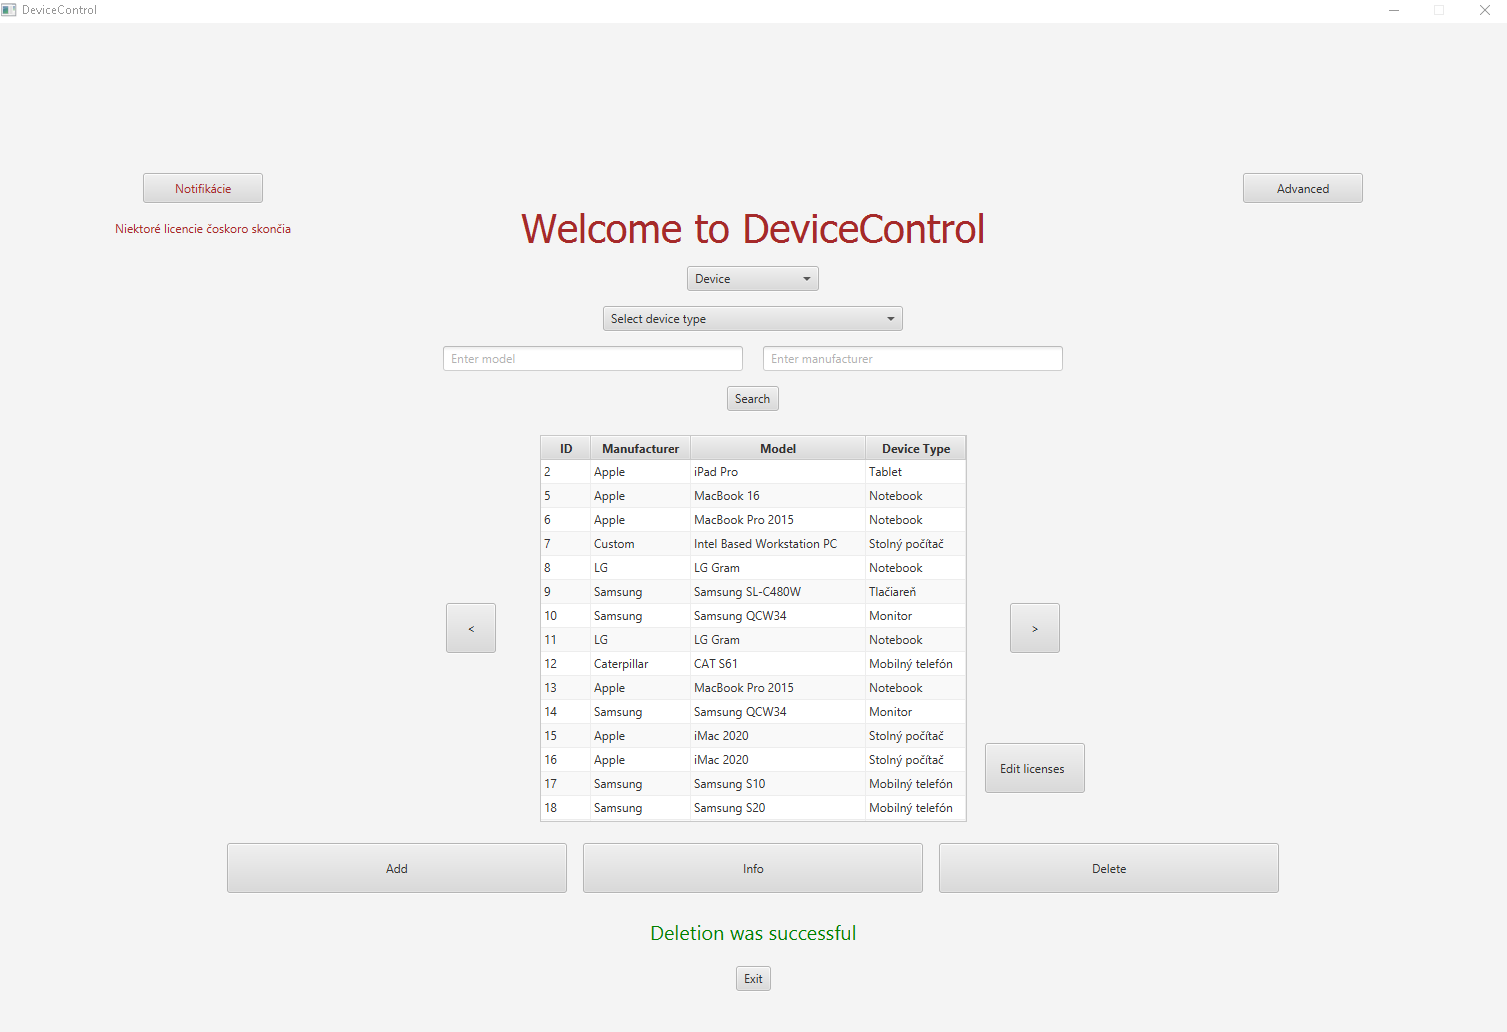 DeviceControl
Notifikácie
Advanced
Niektoré licencie čoskoro skončia
Welcome to DeviceControl
Device
Select device type
Enter model Enter manufacturer
Search
ID Manufacturer Model Device Type
2 Apple iPad Pro Tablet
5 Apple MacBook 16 Notebook
6 Apple MacBook Pro 2015 Notebook
7 Custom Intel Based Workstation PC Stolný počítač
8 LG LG Gram Notebook
9 Samsung Samsung SL-C480W Tlačiareň
10 Samsung Samsung QCW34 Monitor
11 LG LG Gram Notebook
12 Caterpillar CAT S61 Mobilný telefón
13 Apple MacBook Pro 2015 Notebook
14 Samsung Samsung QCW34 Monitor
15 Apple iMac 2020 Stolný počítač
16 Apple iMac 2020 Stolný počítač
17 Samsung Samsung S10 Mobilný telefón
18 Samsung Samsung S20 Mobilný telefón
<
>
Edit licenses
Add Info Delete
Deletion was successful
Exit